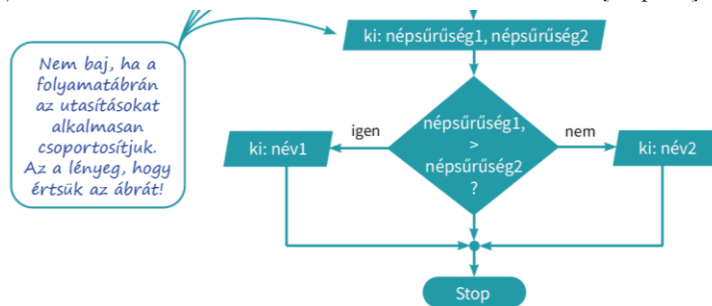 ki: népsűrűség1, népsűrűség2
Nem baj, ha a
folyamatábrán
az utasításokat
alkalmasan
csoportosítjuk.
Az a lényeg, hogy
értsük az ábrát!
igen
népsűrűség1,
>
népsűrűség2
?
nem
ki: név1
ki: név2
Stop